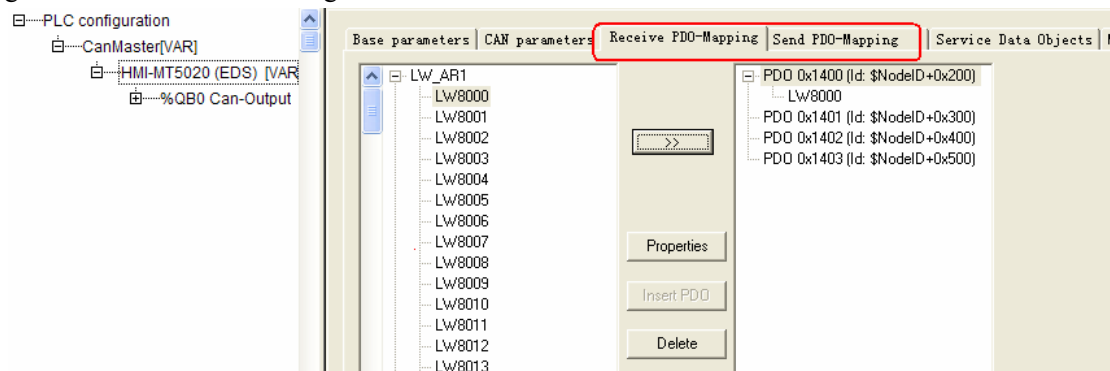 PLC configuration
CanMaster[VAR]
HMI-MT5020 (EDS) [VAR
%QB0 Can-Output
Base parameters
CAN parameters
Receive PDO-Mapping
Send PDO-Mapping
Service Data Objects
LW_AR1
LW8000
LW8001
LW8002
LW8003
LW8004
LW8005
LW8006
LW8007
LW8008
LW8009
LW8010
LW8011
LW8012
LW8013
>>
Properties
Insert PDO
Delete
PDO 0x1400 (Id: $NodeID+0x200)
LW8000
PDO 0x1401 (Id: $NodeID+0x300)
PDO 0x1402 (Id: $NodeID+0x400)
PDO 0x1403 (Id: $NodeID+0x500)